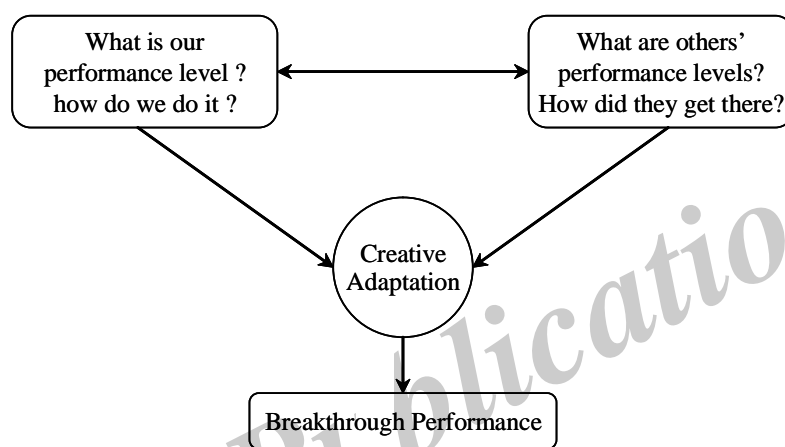 What is our
performance level ?
how do we do it ?
What are others’
performance levels?
How did they get there?
Creative
Adaptation
Breakthrough Performance